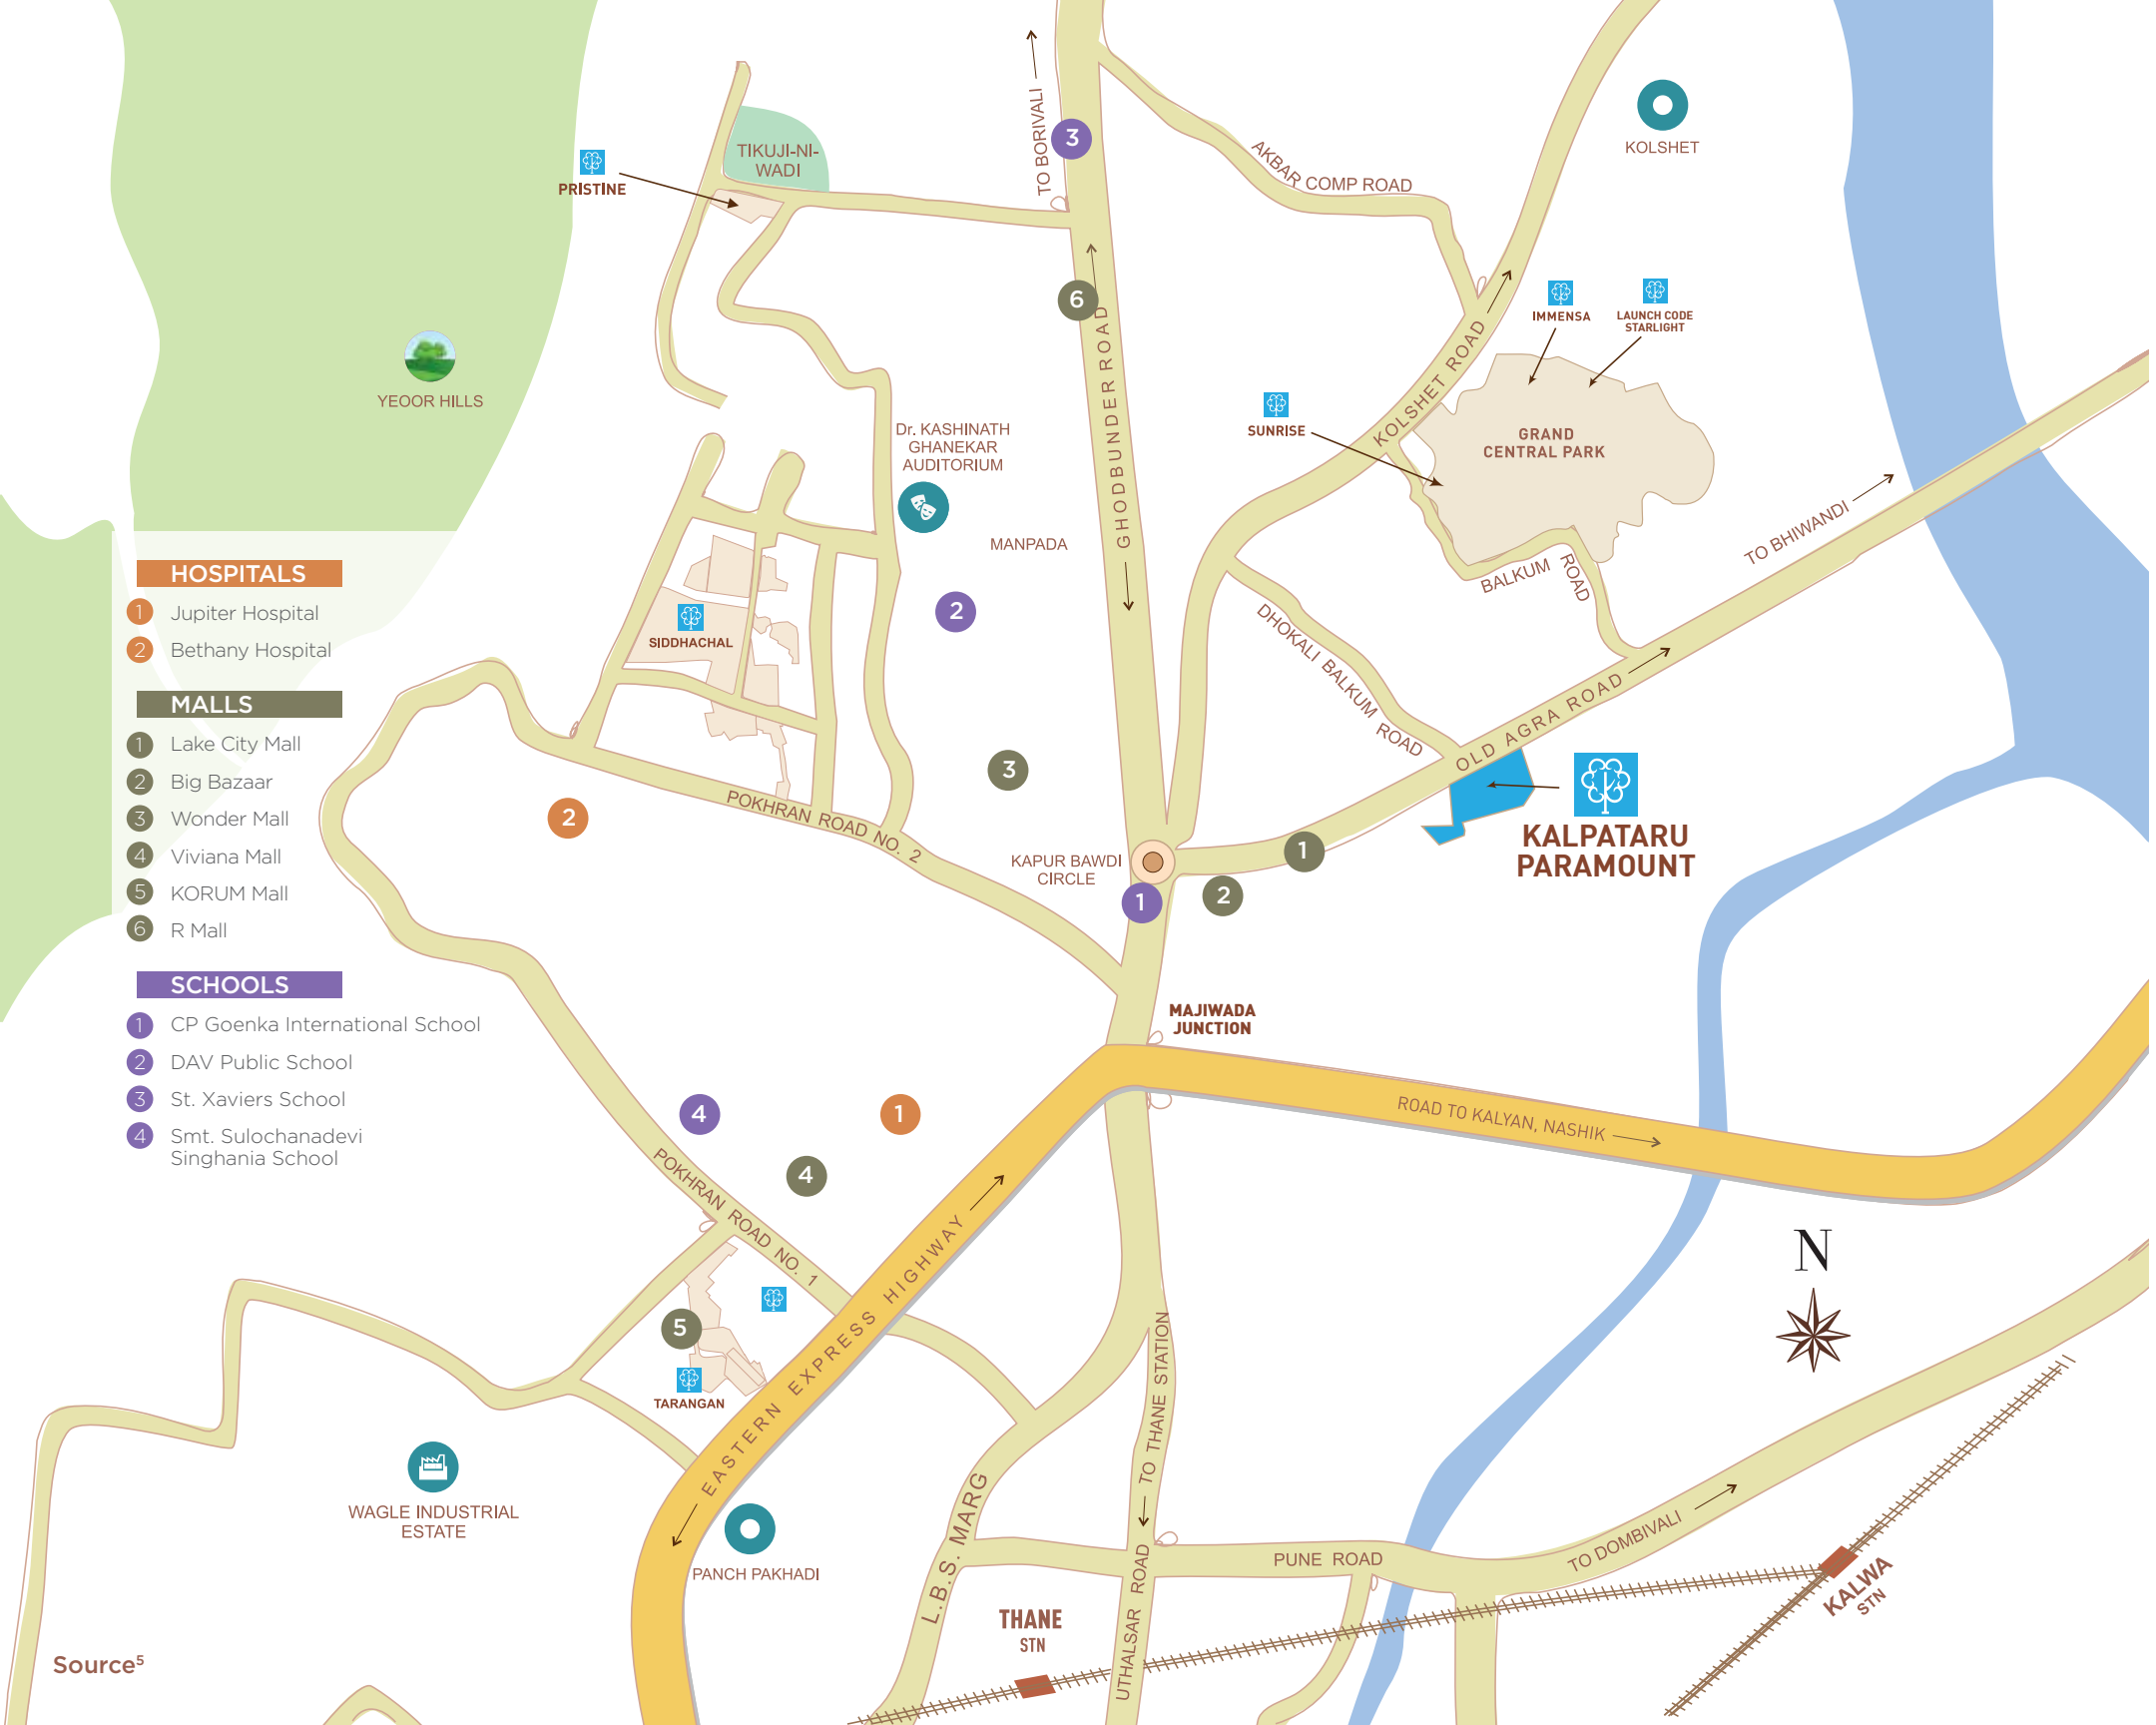 TO BORIVALI
3
KOLSHET
AKBAR COMP ROAD
TIKUJI-NI-
WADI
PRISTINE
6
IMMENSA
LAUNCH CODE
STARLIGHT
KOLSHET ROAD
GHODBUNDER ROAD
YEOOR HILLS
SUNRISE
GRAND
CENTRAL PARK
Dr. KASHINATH
GHANEKAR
AUDITORIUM
MANPADA
TO BHIWANDI
BALKUM ROAD
HOSPITALS
1 Jupiter Hospital
2 Bethany Hospital
MALLS
1 Lake City Mall
2 Big Bazaar
3 Wonder Mall
4 Viviana Mall
5 KORUM Mall
6 R Mall
SCHOOLS
1 CP Goenka International School
2 DAV Public School
3 St. Xaviers School
4 Smt. Sulochanadevi
Singhania School
SIDDHACHAL
2
DHOKALI BALKUM ROAD
OLD AGRA ROAD
3
2
POKHRAN ROAD NO. 2
KALPATARU
PARAMOUNT
KAPUR BAWDI
CIRCLE
1
1
2
MAJIWADA
JUNCTION
ROAD TO KALYAN, NASHIK
4
1
4
POKHRAN ROAD NO. 1
EASTERN EXPRESS HIGHWAY
N
5
TARANGAN
TO THANE STATION
WAGLE INDUSTRIAL
ESTATE
PANCH PAKHADI
L.B.S. MARG
PUNE ROAD
TO DOMBIVALI
UTHALSAR ROAD
KALWA
STN
THANE
STN
Source5